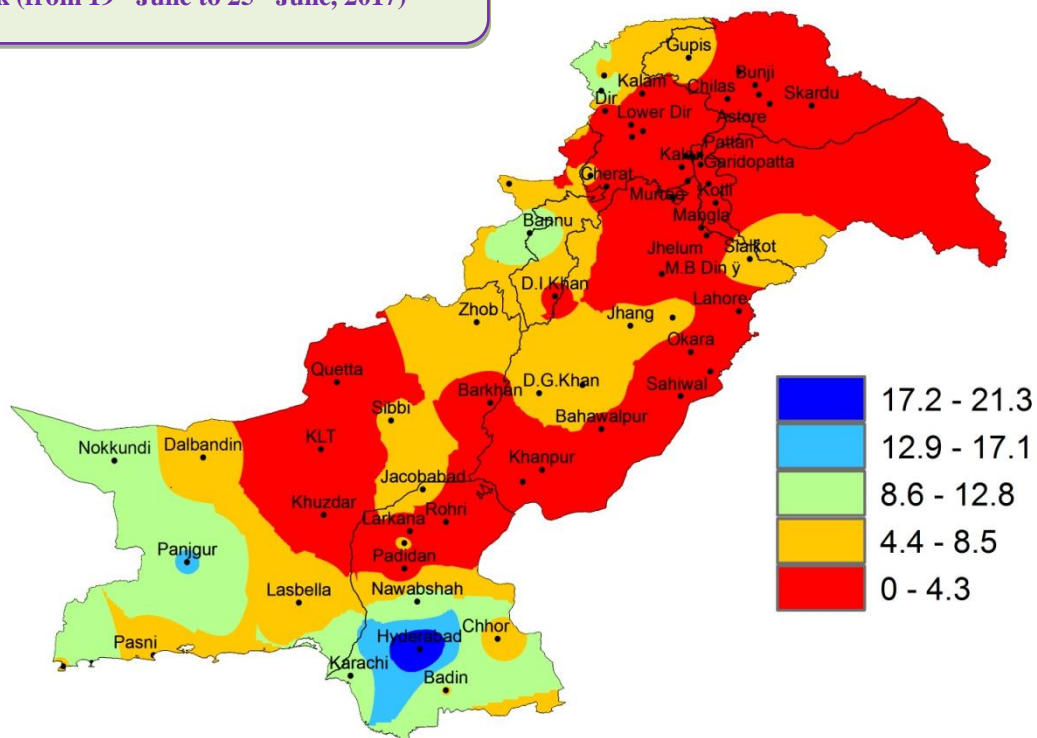 (from 19 June to 25 June, 2017)
Gupis
Kalam
Chilas
Bunji
Skardu
Dir
Lower Dir
Astore
Pattan
Garidopatta
Cherat
Kotli
Mangla
Bannu
Jhelum
Sialkot
M.B Din ÿ
D.I.Khan
Lahore
Zhob
Jhang
Okara
Quetta
Barkhan
D.G.Khan
Sahiwal
Sibbi
Bahawalpur
Nokkundi
Dalbandin
KLT
Khanpur
Jacobabad
Khuzdar
Larkana
Rohri
Panjgur
Padidan
Lasbella
Nawabshah
Pasni
Hyderabad
Chhor
Karachi
Badin
17.2 - 21.3
12.9 - 17.1
8.6 - 12.8
4.4 - 8.5
0 - 4.3